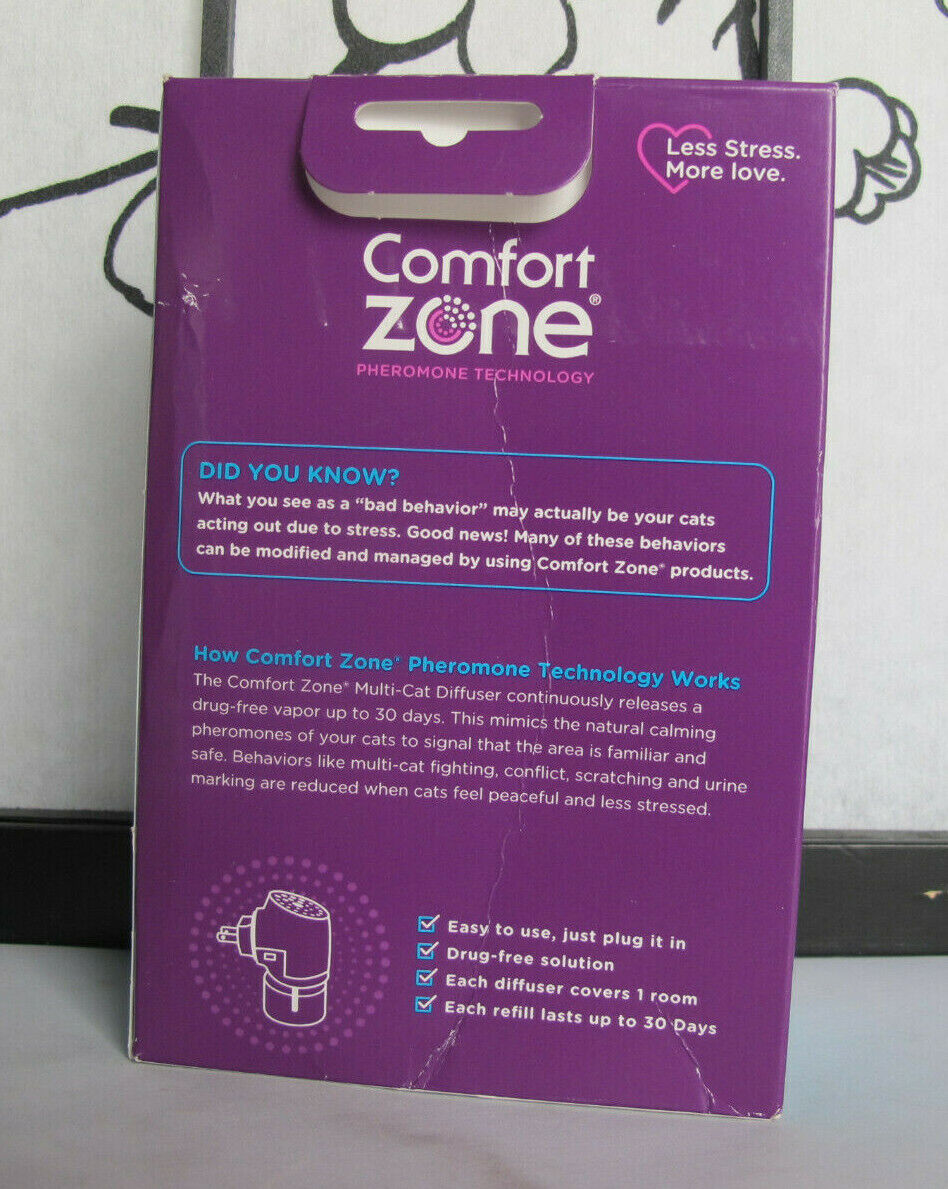 Less Stress.
More love.
Comfort
zone®
PHEROMONE TECHNOLOGY
DID YOU KNOW?
What you see as a “bad behavior” may actually be your cats
acting out due to stress. Good news! Many of these behaviors
can be modified and managed by using Comfort Zone® products.
How Comfort Zone® Pheromone Technology Works
The Comfort Zone® Multi-Cat Diffuser continuously releases a
drug-free vapor up to 30 days. This mimics the natural calming
pheromones of your cats to signal that the area is familiar and
safe. Behaviors like multi-cat fighting, conflict, scratching and urine
marking are reduced when cats feel peaceful and less stressed.
Easy to use, just plug it in
Drug-free solution
Each diffuser covers 1 room
Each refill lasts up to 30 Days